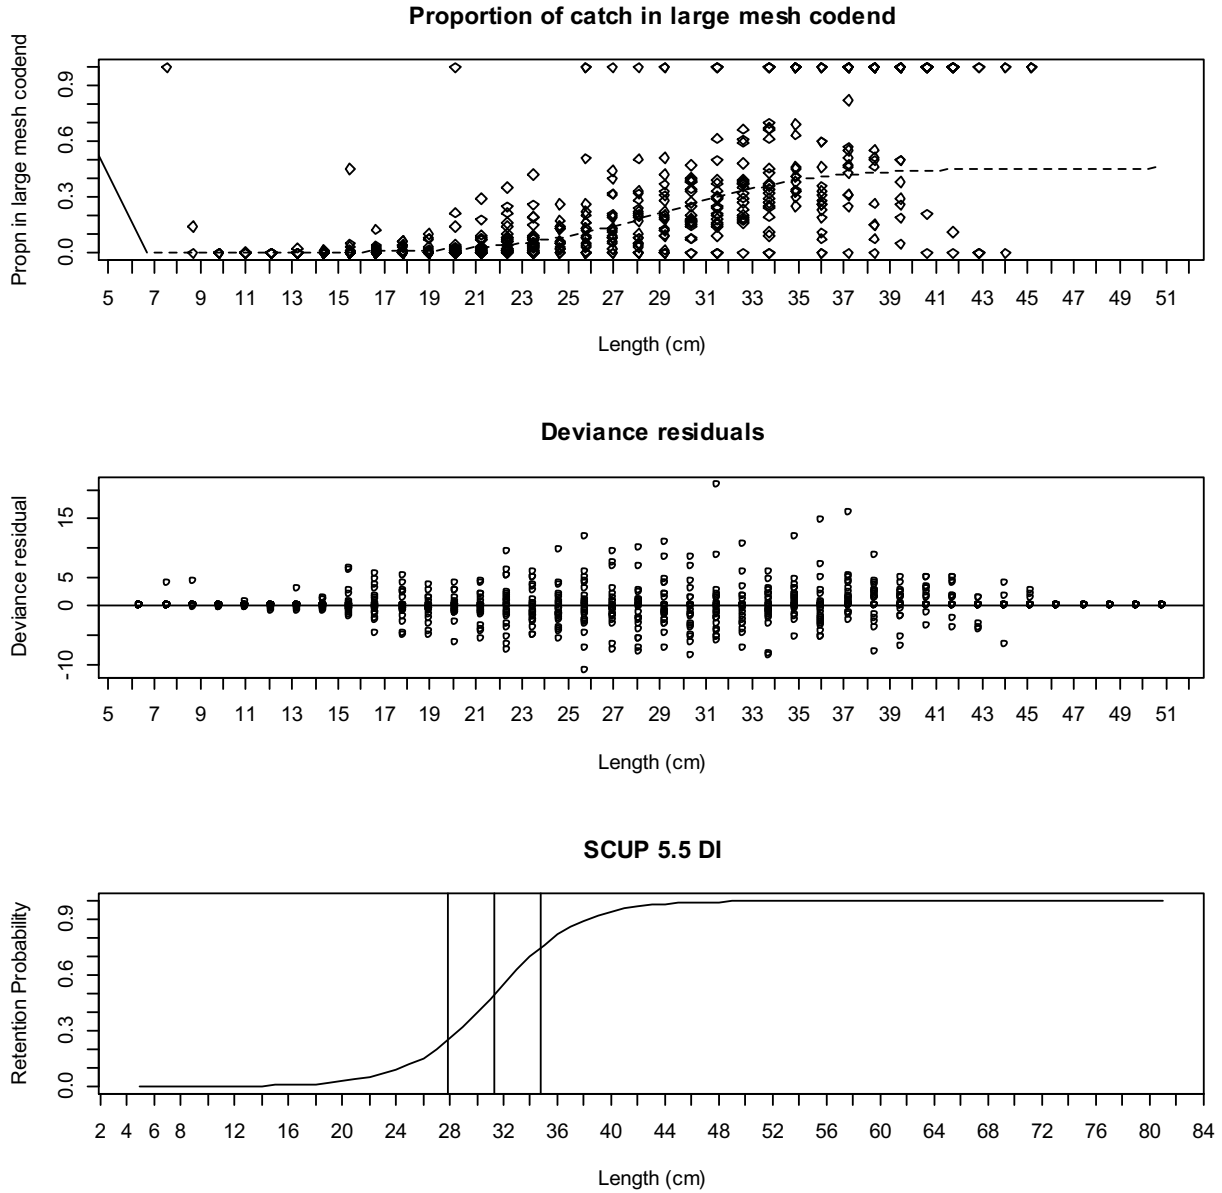 Proportion of catch in large mesh codend
Propn in large mesh codend
0.0 0.3 0.6 0.9
5 7 9 11 13 15 17 19 21 23 25 27 29 31 33 35 37 39 41 43 45 47 49 51
Length (cm)
Deviance residuals
Deviance residual
-10 0 5 15
5 7 9 11 13 15 17 19 21 23 25 27 29 31 33 35 37 39 41 43 45 47 49 51
Length (cm)
SCUP 5.5 DI
Retention Probability
0.0 0.3 0.6 0.9
2 4 6 8 12 16 20 24 28 32 36 40 44 48 52 56 60 64 68 72 76 80 84
Length (cm)